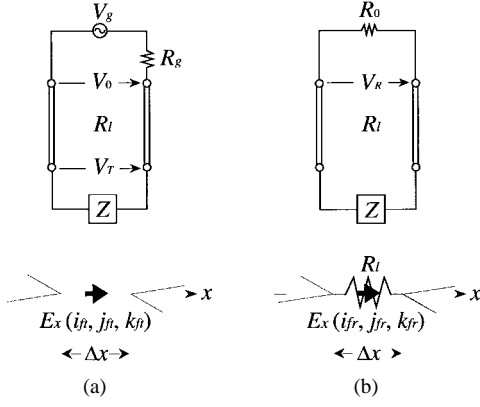 V_g
R_g
V_0
R_l
V_T
Z
E_x (i_ft, j_ft, k_ft)
x
Δx
(a)
R_0
V_R
R_l
Z
R_l
E_x (i_fr, j_fr, k_fr)
x
Δx
(b)